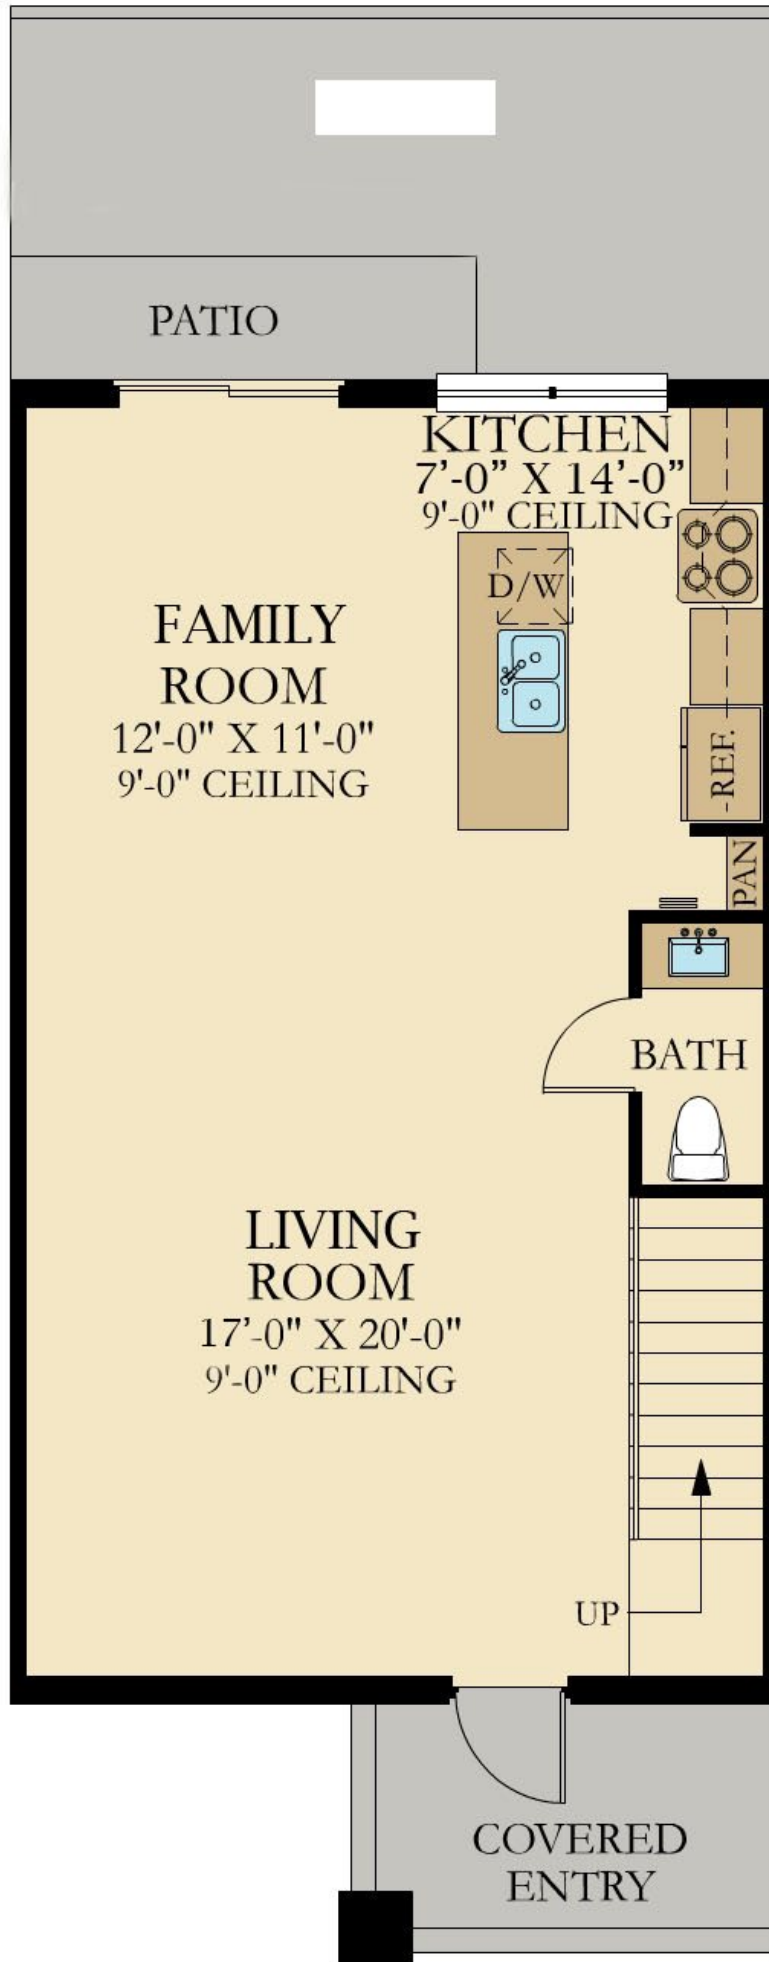 PATIO
KITCHEN
7’-0” X 14’-0”
9'-0" CEILING
D/W
FAMILY
ROOM
12'-0" X 11'-0"
9'-0" CEILING
REF.
PAN
BATH
LIVING
ROOM
17’-0" X 20'-0"
9'-0" CEILING
UP
COVERED
ENTRY